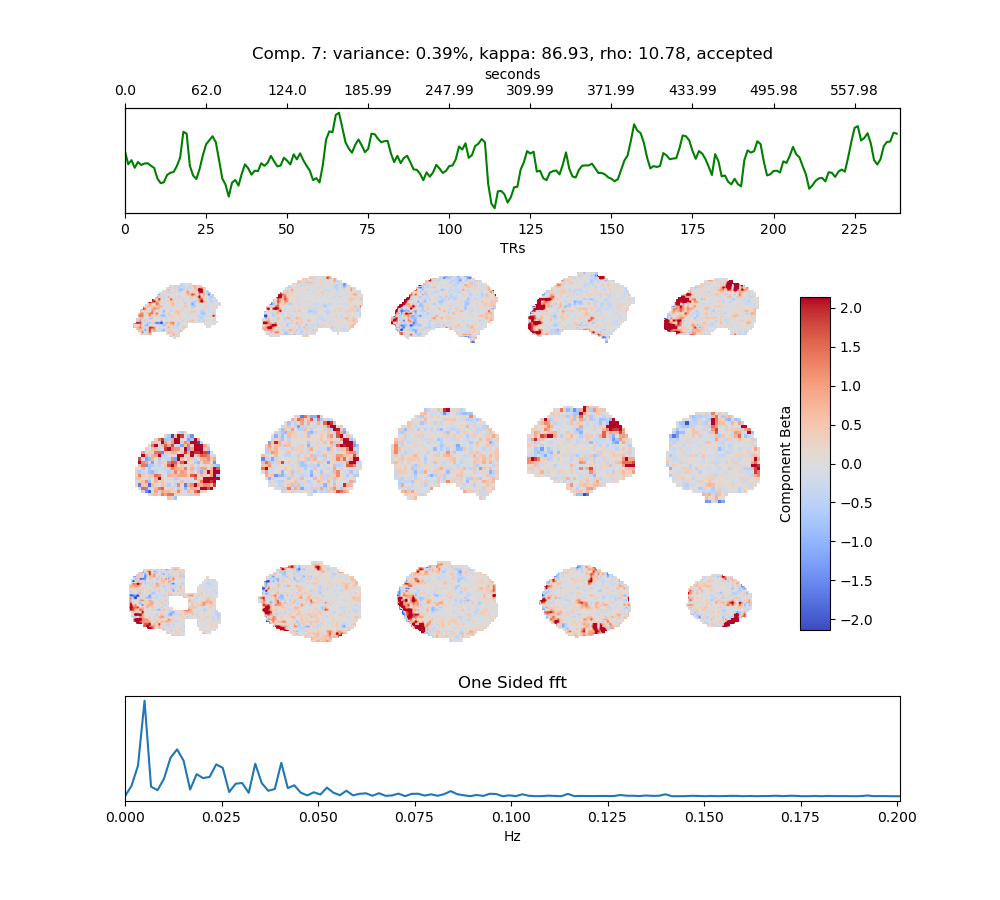 Comp. 7: variance: 0.39%, kappa: 86.93, rho: 10.78, accepted
seconds
0.0 62.0 124.0 185.99 247.99 309.99 371.99 433.99 495.98 557.98
0 25 50 75 100 125 150 175 200 225
TRs
2.0
1.5
1.0
0.5
0.0
−0.5
−1.0
−1.5
−2.0
Component Beta
One Sided fft
0.000 0.025 0.050 0.075 0.100 0.125 0.150 0.175 0.200
Hz